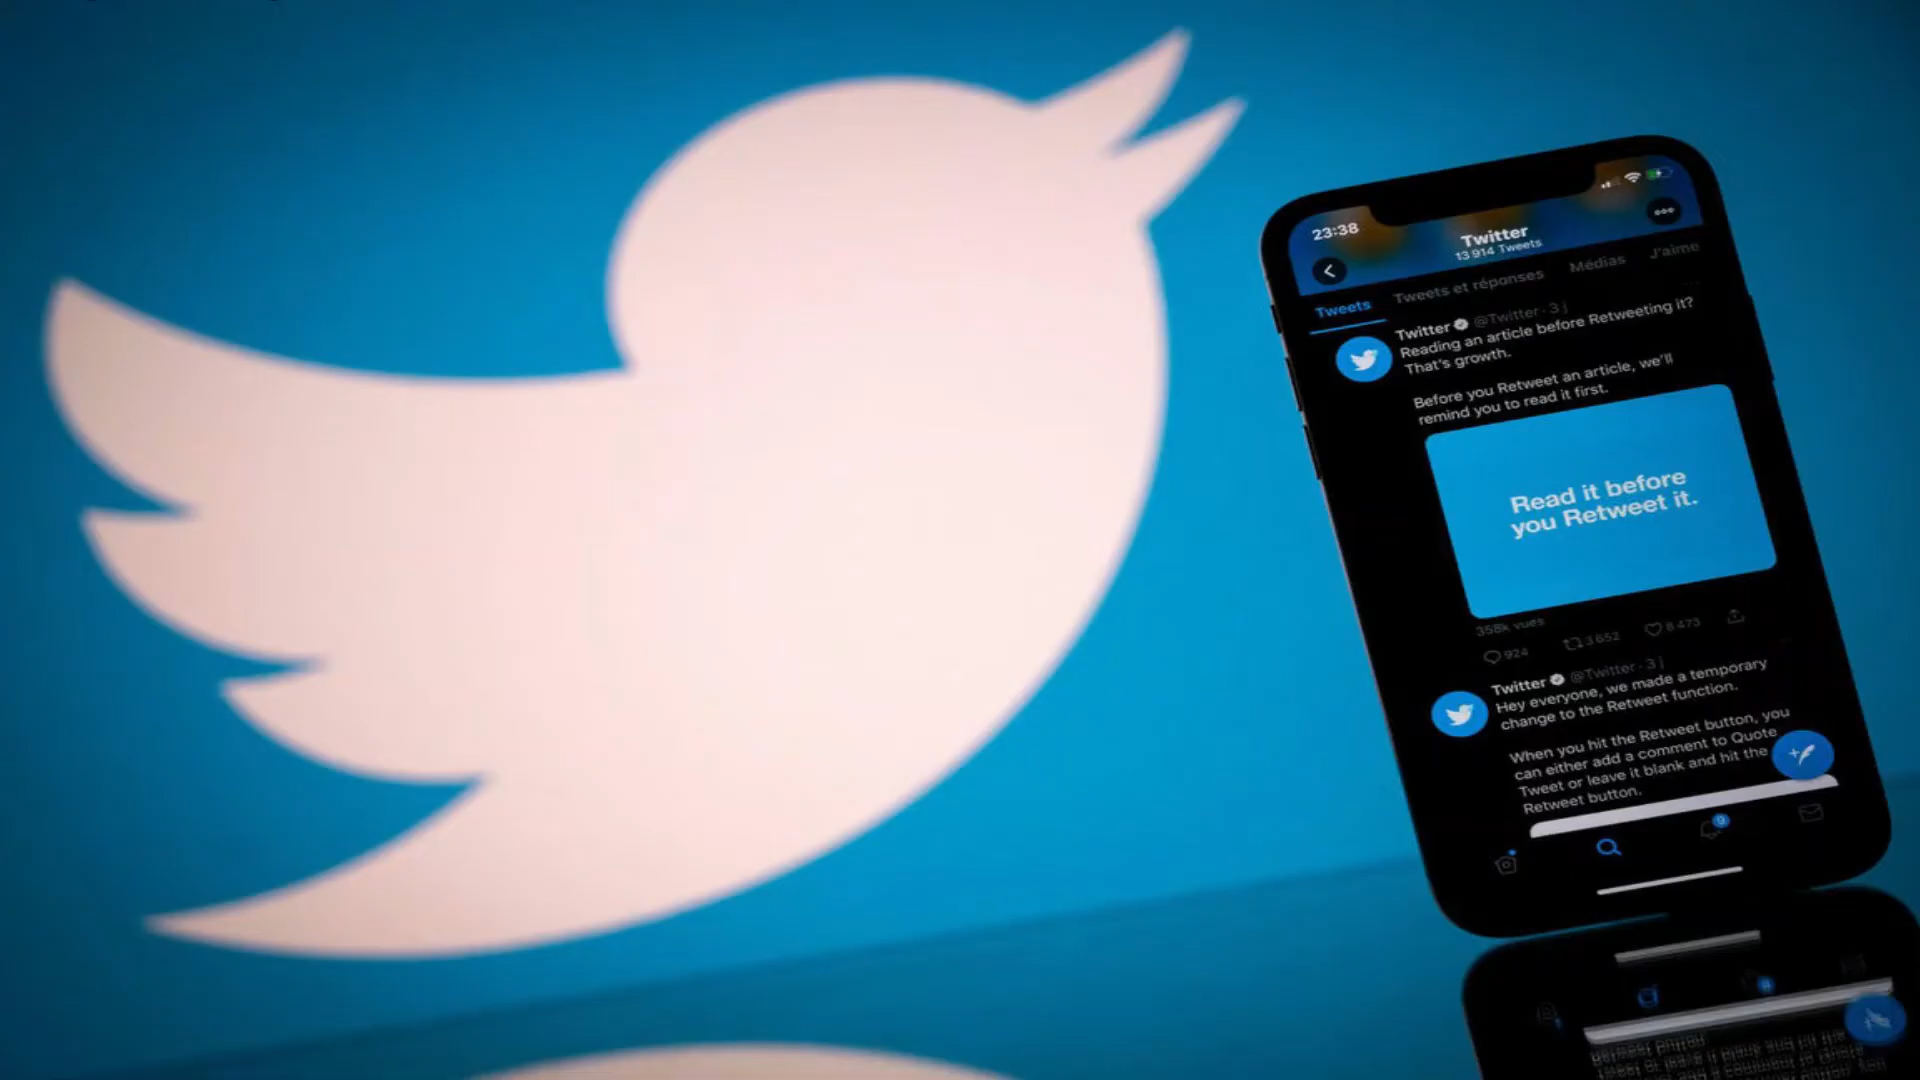 23:38
Twitter
13 914 Tweets
Tweets Tweets et réponses Médias J'aime
Twitter @Twitter · 3 j
Reading an article before Retweeting it?
That's growth.
Before you Retweet an article, we'll
remind you to read it first.
Read it before
you Retweet it.
358k vues
924 3 652 8 473
Twitter @Twitter · 3 j
Hey everyone, we made a temporary
change to the Retweet function.
When you hit the Retweet button, you
can either add a comment to Quote
Tweet or leave it blank and hit the
Retweet button.
9